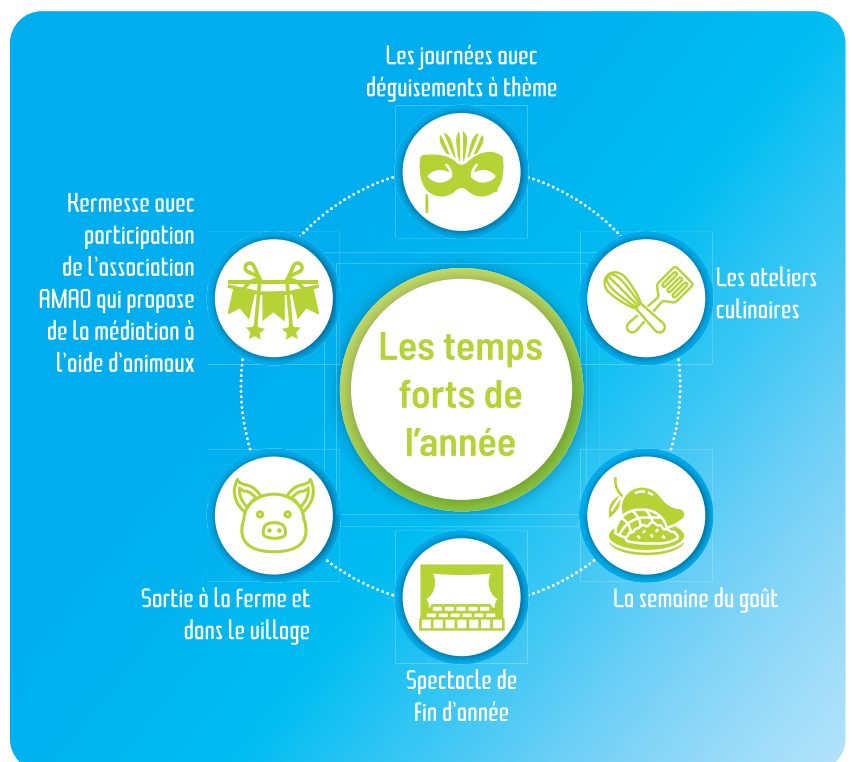 Les journées avec
déguisements à thème
Kermesse avec
participation
de l'association
AMAO qui propose
de la médiation à
l'aide d'animaux
Les ateliers
culinaires
Les temps
forts de
l'année
Sortie à la ferme et
dans le village
La semaine du goût
Spectacle de
fin d'année